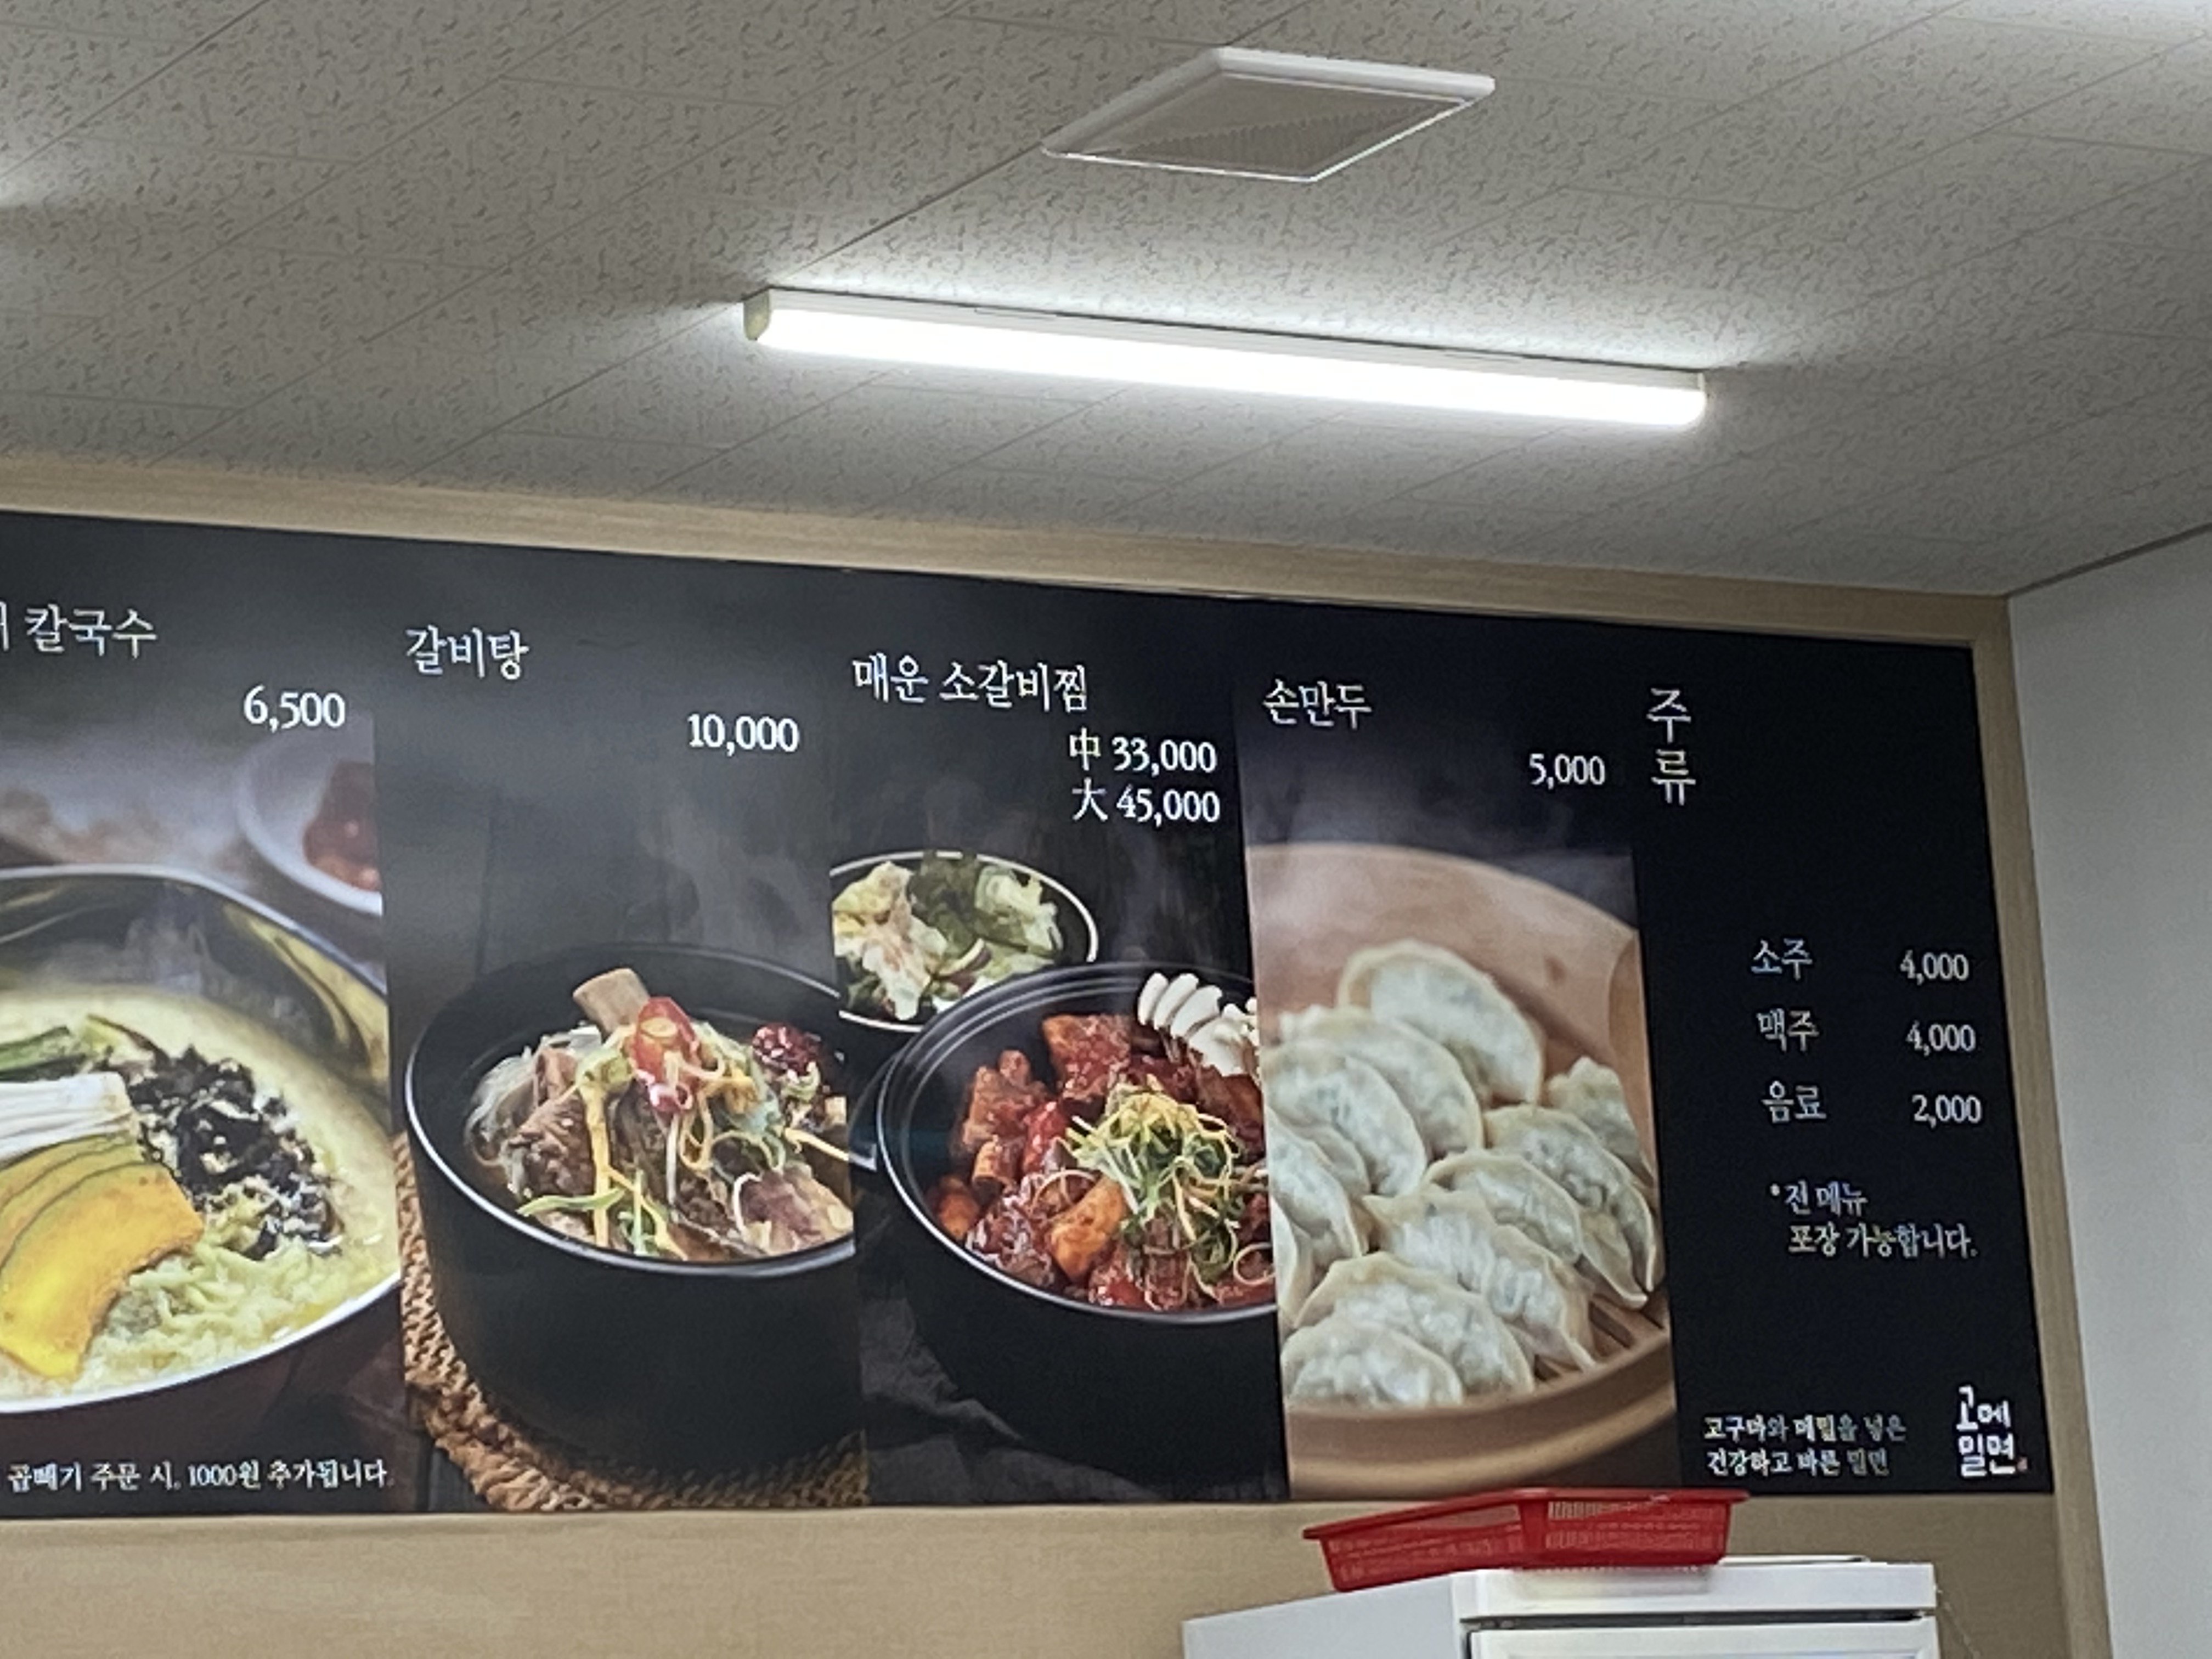 칼국수
6,500
곱빼기 주문 시, 1000원 추가됩니다.
갈비탕
10,000
매운 소갈비찜
中 33,000
大 45,000
손만두
5,000
주류
소주 4,000
맥주 4,000
음료 2,000
*전 메뉴
포장 가능합니다.
고구마와 메밀을 넣은
건강하고 바른 밀면
고메
밀면